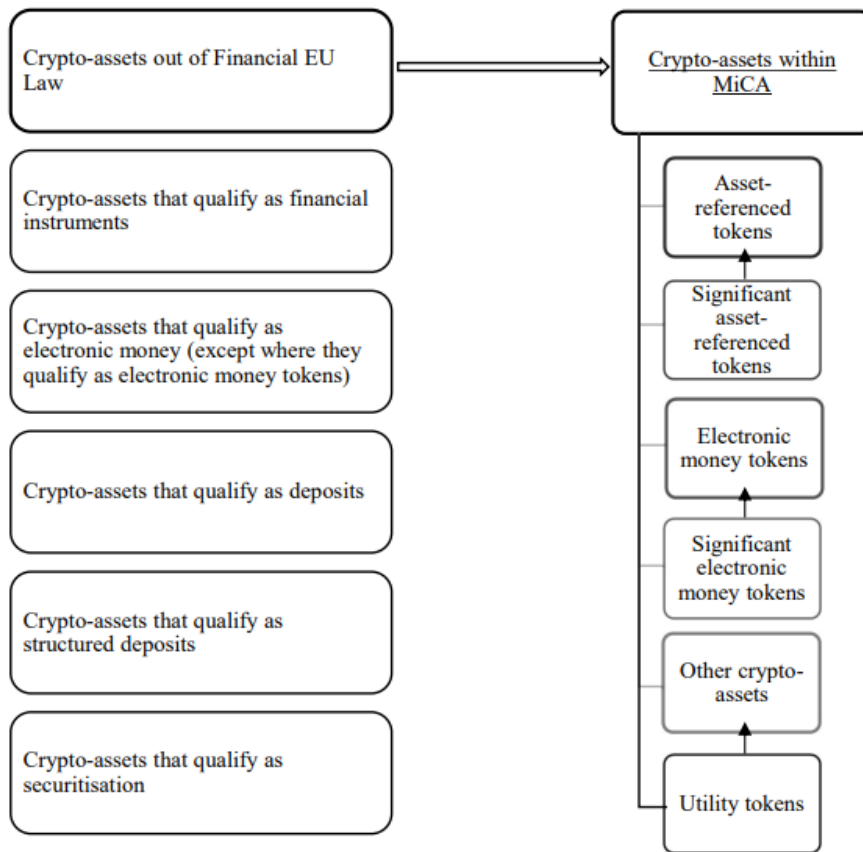 Crypto-assets out of Financial EU
Law
Crypto-assets that qualify as financial
instruments
Crypto-assets that qualify as
electronic money (except where they
qualify as electronic money tokens)
Crypto-assets that qualify as deposits
Crypto-assets that qualify as
structured deposits
Crypto-assets that qualify as
securitisation
Crypto-assets within
MiCA
Asset-
referenced
tokens
Significant
asset-
referenced
tokens
Electronic
money tokens
Significant
electronic
money tokens
Other crypto-
assets
Utility tokens